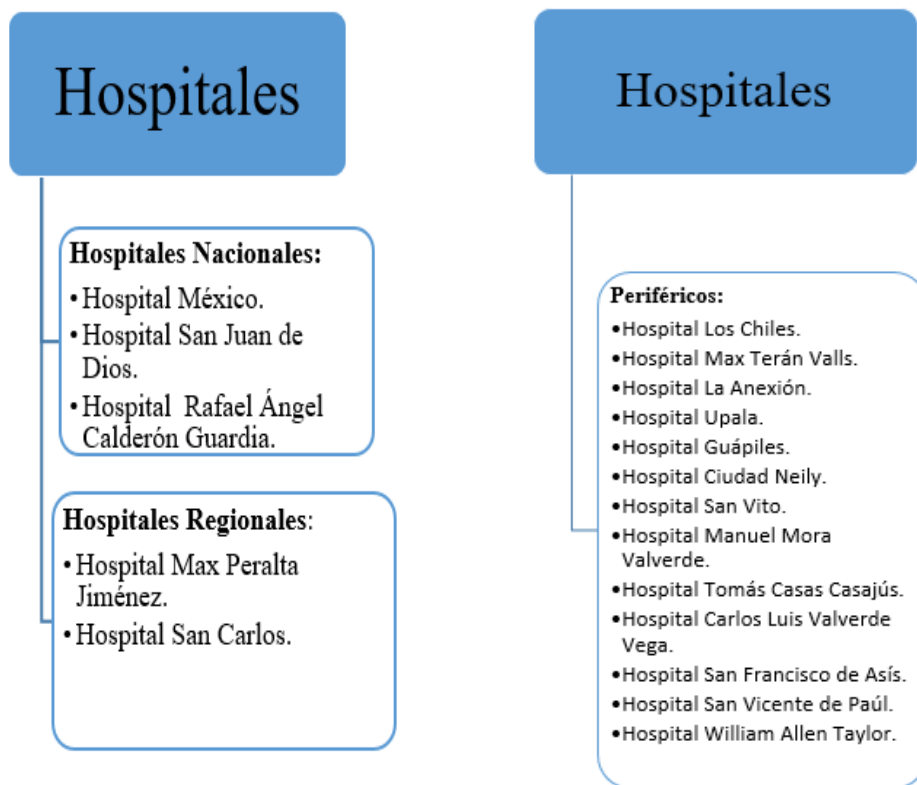 Hospitales
Hospitales Nacionales:
•Hospital México.
•Hospital San Juan de
Dios.
•Hospital Rafael Ángel
Calderón Guardia.
Hospitales Regionales:
•Hospital Max Peralta
Jiménez.
•Hospital San Carlos.
Hospitales
Periféricos:
•Hospital Los Chiles.
•Hospital Max Terán Valls.
•Hospital La Anexión.
•Hospital Upala.
•Hospital Guápiles.
•Hospital Ciudad Neily.
•Hospital San Vito.
•Hospital Manuel Mora
Valverde.
•Hospital Tomás Casas Casajús.
•Hospital Carlos Luis Valverde
Vega.
•Hospital San Francisco de Asís.
•Hospital San Vicente de Paúl.
•Hospital William Allen Taylor.